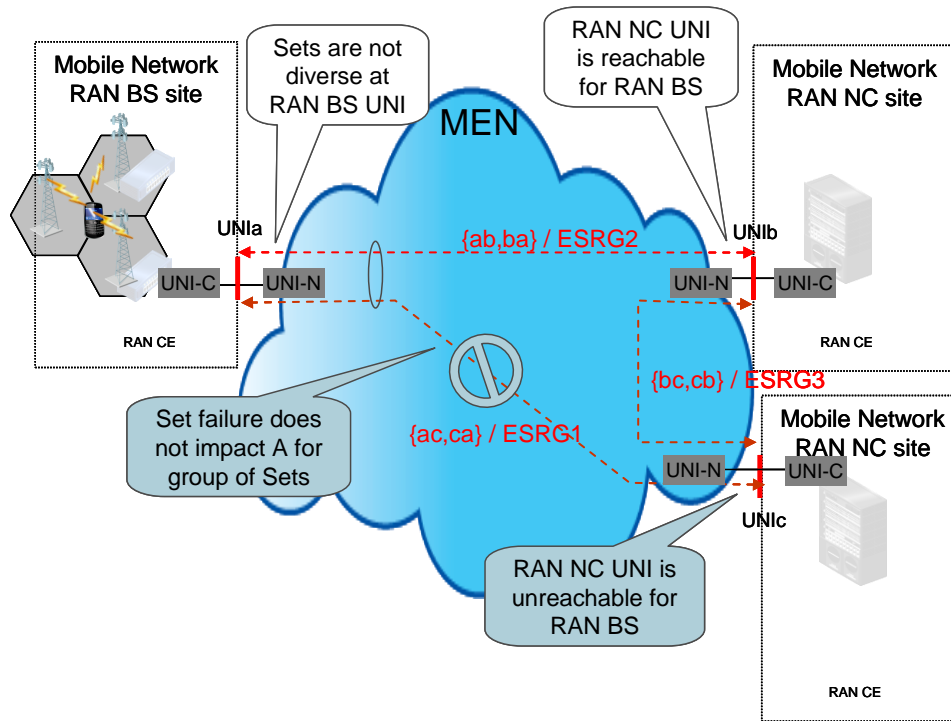 Mobile Network
RAN BS site
Sets are not
diverse at
RAN BS UNI
RAN NC UNI
is reachable
for RAN BS
Mobile Network
RAN NC site
MEN
UNIa
{ab,ba} / ESRG2
UNIb
UNI-C
UNI-N
UNI-N
UNI-C
RAN CE
RAN CE
{bc,cb} / ESRG3
Set failure does
not impact A for
group of Sets
{ac,ca} / ESRG1
Mobile Network
RAN NC site
UNI-N
UNI-C
UNIc
RAN NC UNI is
unreachable for
RAN BS
RAN CE